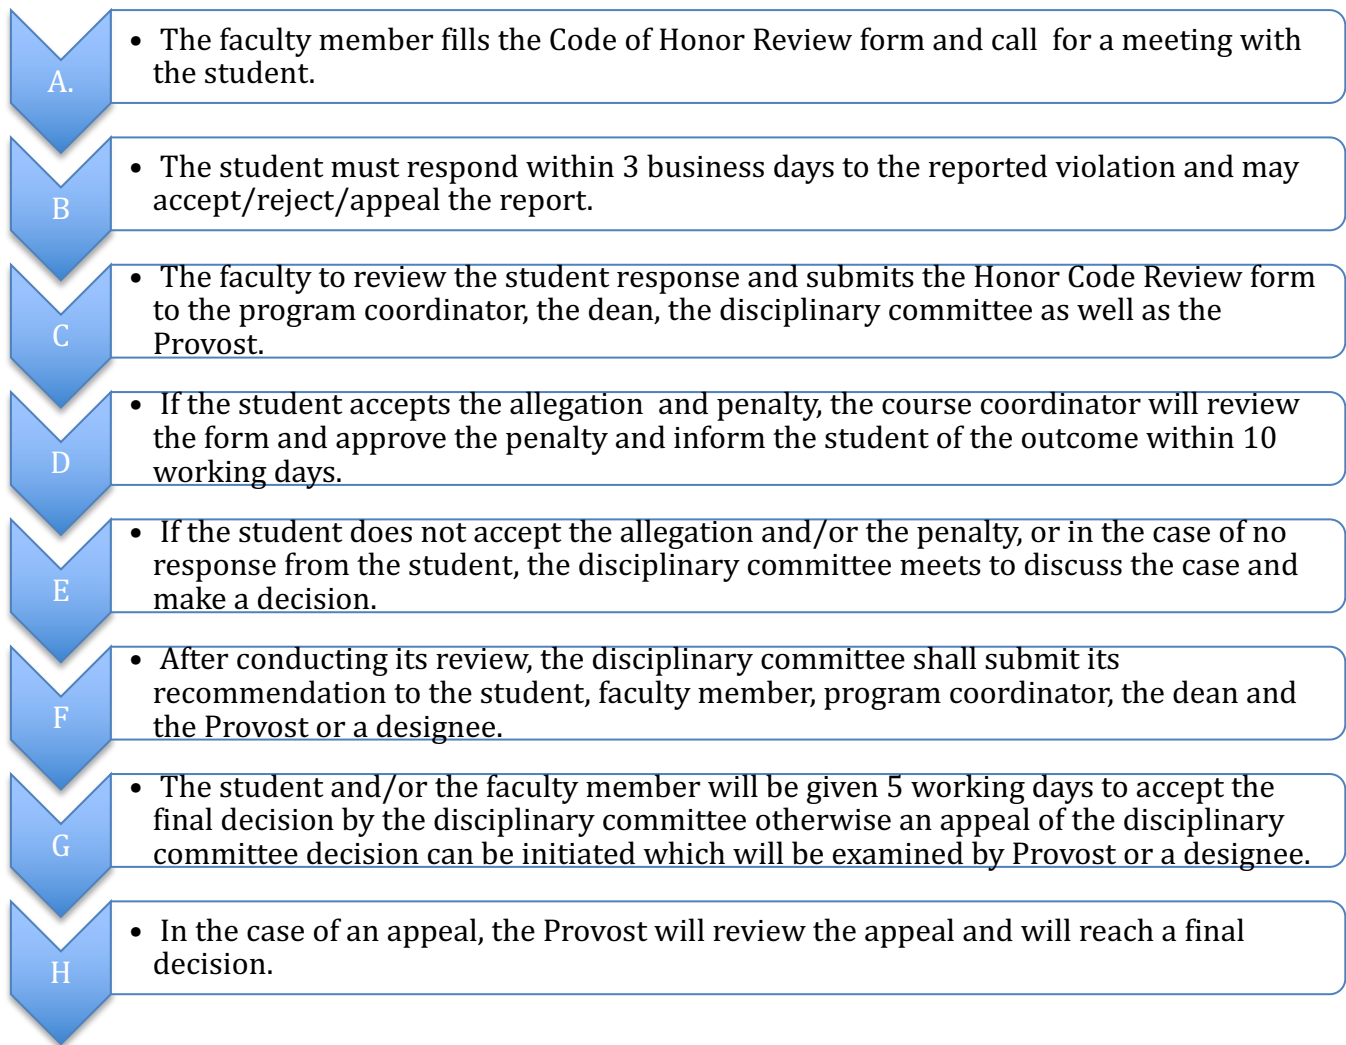 A.
• The faculty member fills the Code of Honor Review form and call  for a meeting with
the student.
B
• The student must respond within 3 business days to the reported violation and may
accept/reject/appeal the report.
C
• The faculty to review the student response and submits the Honor Code Review form
to the program coordinator, the dean, the disciplinary committee as well as the
Provost.
D
• If the student accepts the allegation  and penalty, the course coordinator will review
the form and approve the penalty and inform the student of the outcome within 10
working days.
E
• If the student does not accept the allegation and/or the penalty, or in the case of no
response from the student, the disciplinary committee meets to discuss the case and
make a decision.
F
• After conducting its review, the disciplinary committee shall submit its
recommendation to the student, faculty member, program coordinator, the dean and
the Provost or a designee.
G
• The student and/or the faculty member will be given 5 working days to accept the
final decision by the disciplinary committee otherwise an appeal of the disciplinary
committee decision can be initiated which will be examined by Provost or a designee.
H
• In the case of an appeal, the Provost will review the appeal and will reach a final
decision.